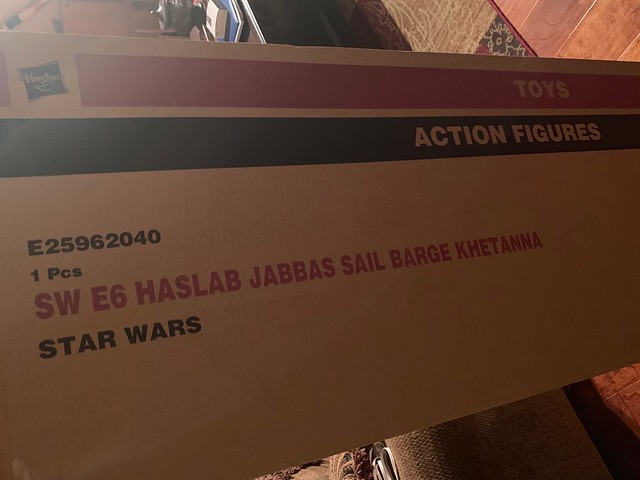 Hasbro
TOYS
ACTION FIGURES
E25962040
1 Pcs
SW E6 HASLAB JABBAS SAIL BARGE KHETANNA
STAR WARS